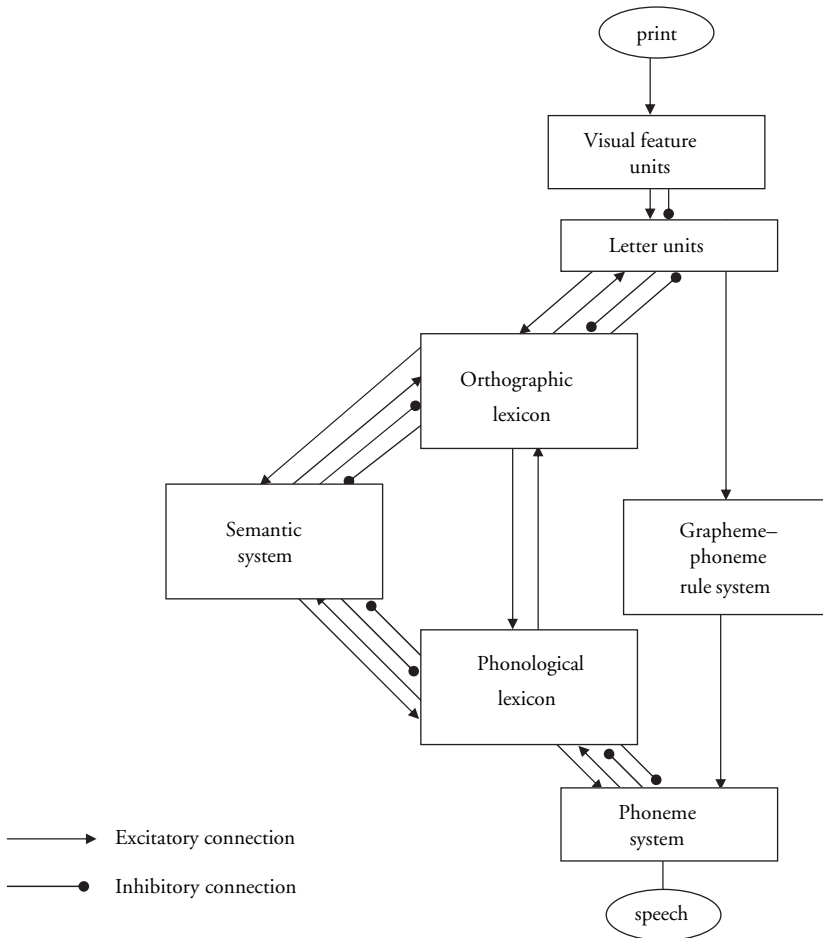 print
Visual feature
units
Letter units
Orthographic
lexicon
Semantic
system
Grapheme–
phoneme
rule system
Phonological
lexicon
Phoneme
system
Excitatory connection
Inhibitory connection
speech